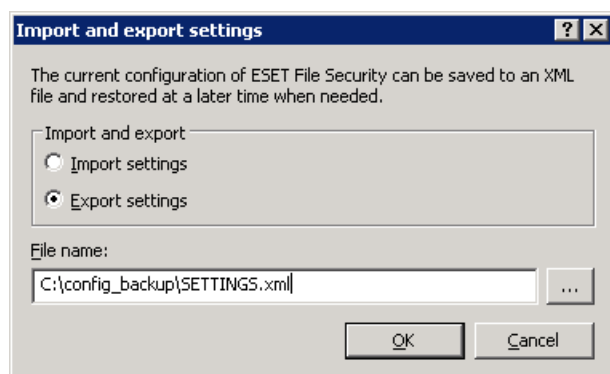 Import and export settings
The current configuration of ESET File Security can be saved to an XML
file and restored at a later time when needed.
Import and export
Import settings
Export settings
File name:
C:\config_backup\SETTINGS.xml
...
OK
Cancel